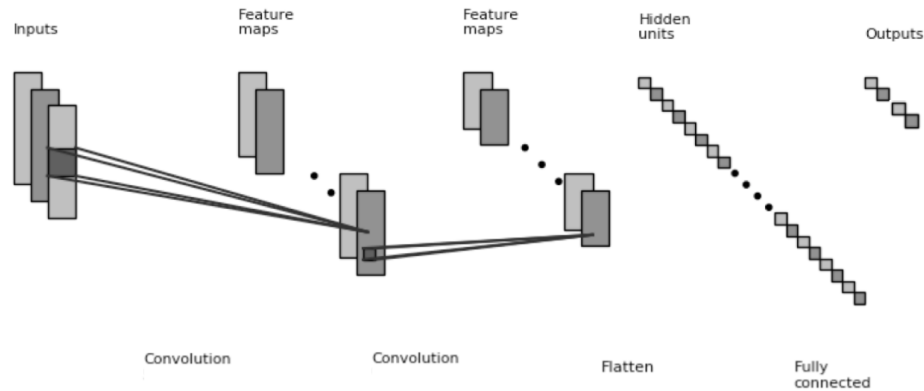 Inputs
Feature
maps
Feature
maps
Hidden
units
Outputs
Convolution
Convolution
Flatten
Fully
connected